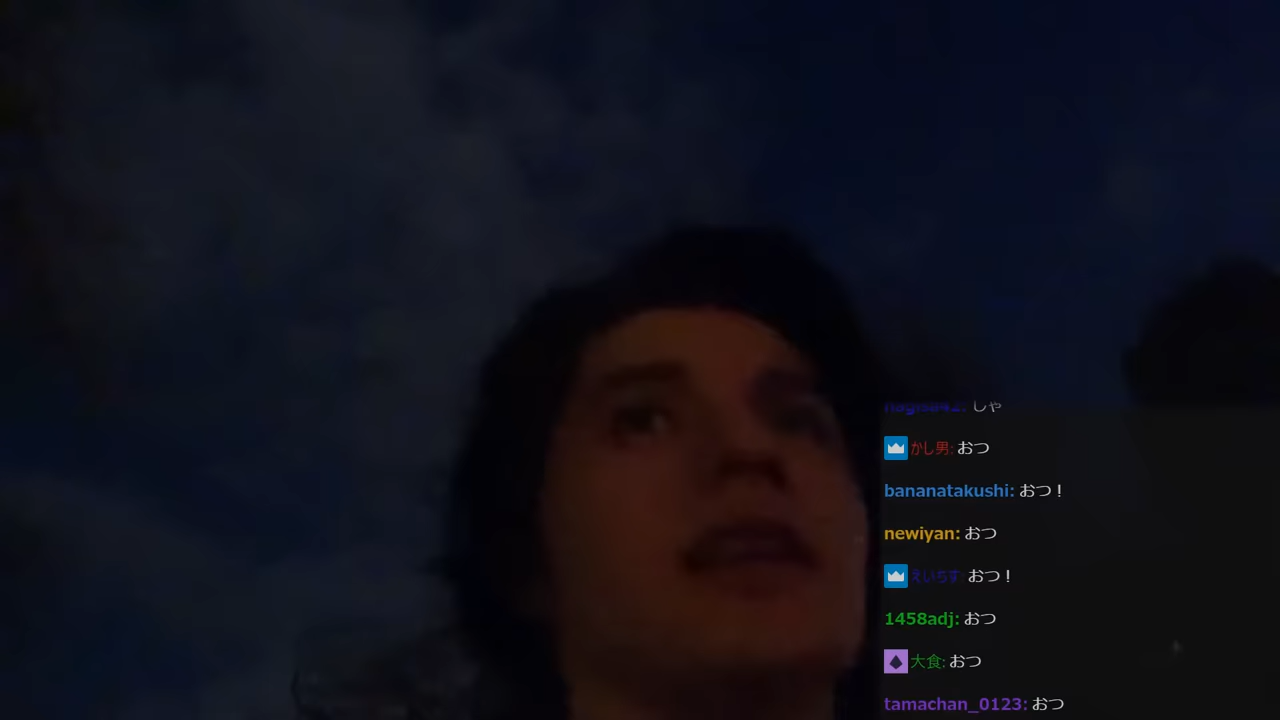 しゃ
かし男: おつ
bananatakushi: おつ！
newiyan: おつ
えいらす: おつ！
1458adj: おつ
大食: おつ
tamachan_0123: おつ